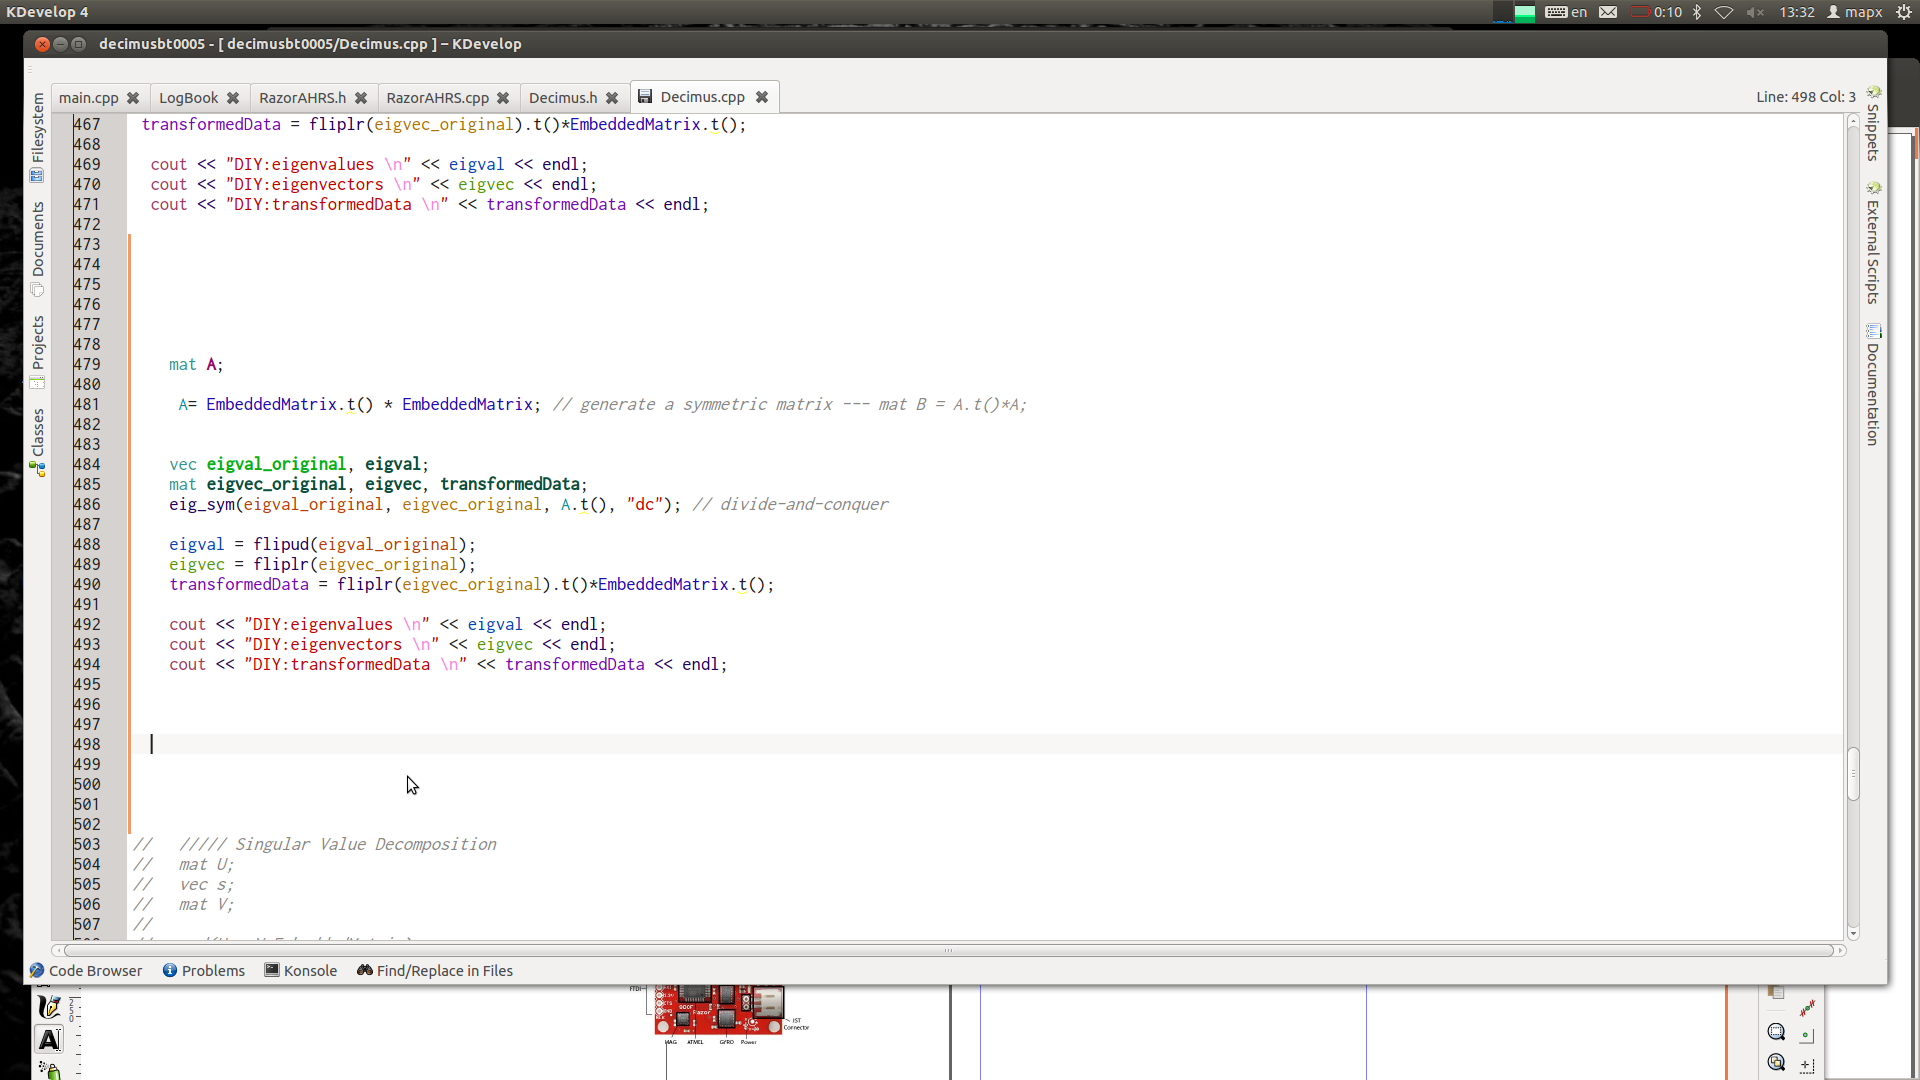 KDevelop 4
en
0:10
13:32
mapx
decimusbt0005 - [ decimusbt0005/Decimus.cpp ] – KDevelop
main.cpp
LogBook
RazorAHRS.h
RazorAHRS.cpp
Decimus.h
Decimus.cpp
Line: 498 Col: 3
Filesystem
Documents
Projects
Classes
Snippets
External Scripts
Documentation
467 transformedData = fliplr(eigvec_original).t()*EmbeddedMatrix.t();
468
469 cout << "DIY:eigenvalues \n" << eigval << endl;
470 cout << "DIY:eigenvectors \n" << eigvec << endl;
471 cout << "DIY:transformedData \n" << transformedData << endl;
472
473
474
475
476
477
478
479 mat A;
480
481 A= EmbeddedMatrix.t() * EmbeddedMatrix; // generate a symmetric matrix --- mat B = A.t()*A;
482
483
484 vec eigval_original, eigval;
485 mat eigvec_original, eigvec, transformedData;
486 eig_sym(eigval_original, eigvec_original, A.t(), "dc"); // divide-and-conquer
487
488 eigval = flipud(eigval_original);
489 eigvec = fliplr(eigvec_original);
490 transformedData = fliplr(eigvec_original).t()*EmbeddedMatrix.t();
491
492 cout << "DIY:eigenvalues \n" << eigval << endl;
493 cout << "DIY:eigenvectors \n" << eigvec << endl;
494 cout << "DIY:transformedData \n" << transformedData << endl;
495
496
497
498
499
500
501
502
503 // ///// Singular Value Decomposition
504 // mat U;
505 // vec s;
506 // mat V;
507 //
Code Browser
Problems
Konsole
Find/Replace in Files
FTDI
JST
Connector
MAG ATMEL GYRO Power